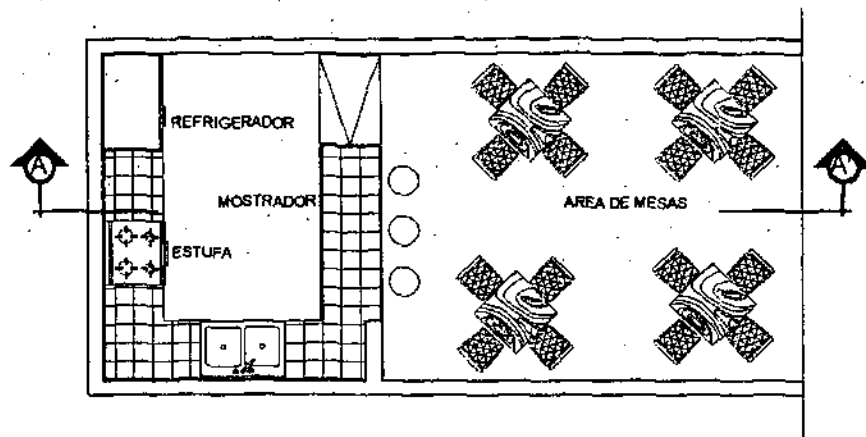 REFRIGERADOR
A
A'
MOSTRADOR
AREA DE MESAS
ESTUFA